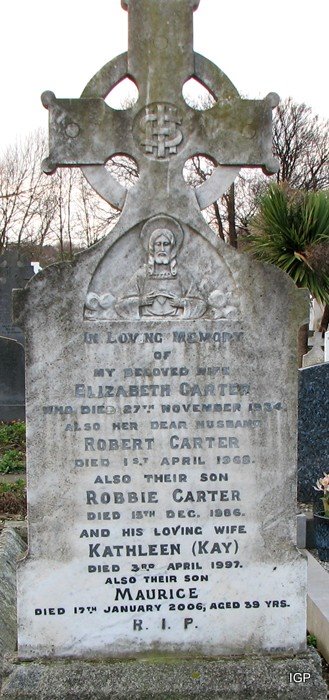 IHS
IN LOVING MEMORY
OF
MY BELOVED WIFE
ELIZABETH CARTER
WHO DIED 27TH NOVEMBER 1934.
ALSO HER DEAR HUSBAND
ROBERT CARTER
DIED 1ST APRIL 1968.
ALSO THEIR SON
ROBBIE CARTER
DIED 15TH DEC. 1986.
AND HIS LOVING WIFE
KATHLEEN (KAY)
DIED 3RD APRIL 1997.
ALSO THEIR SON
MAURICE
DIED 17TH JANUARY 2006, AGED 39 YRS.
R. I. P.
IGP